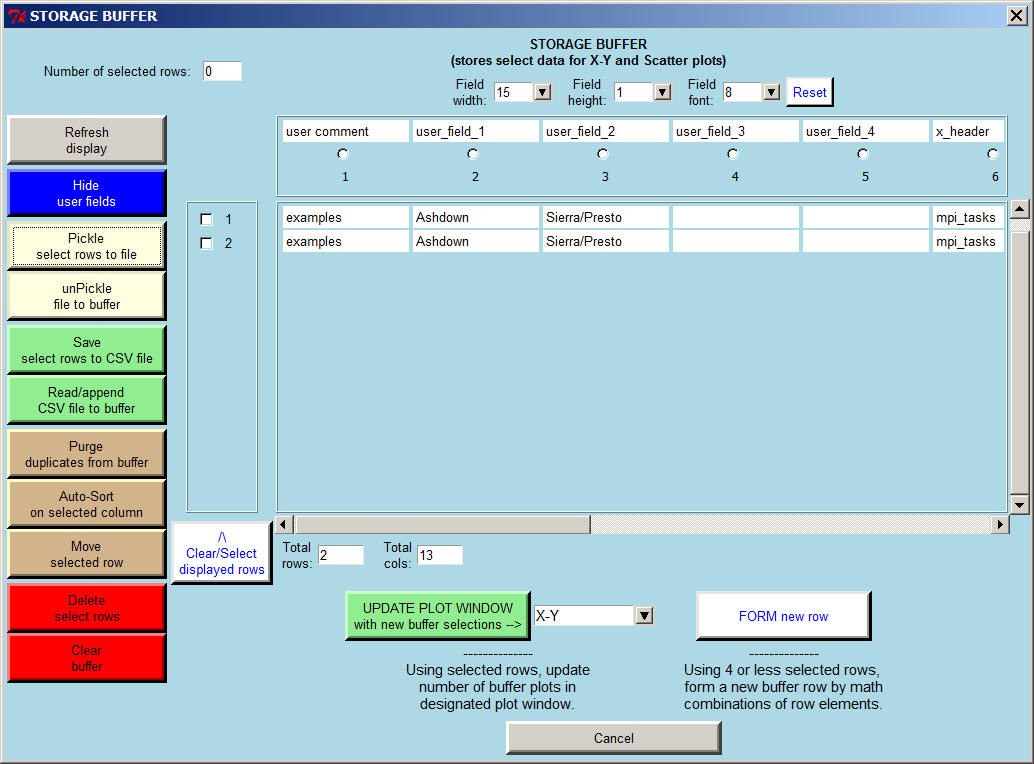 STORAGE BUFFER
STORAGE BUFFER
(stores select data for X-Y and Scatter plots)
Number of selected rows: 0
Field width: 15
Field height: 1
Field font: 8
Reset
Refresh
display
Hide
user fields
Pickle
select rows to file
unPickle
file to buffer
Save
select rows to CSV file
Read/append
CSV file to buffer
Purge
duplicates from buffer
Auto-Sort
on selected column
Move
selected row
Delete
select rows
Clear
buffer
user comment user_field_1 user_field_2 user_field_3 user_field_4 x_header
1 2 3 4 5 6
1 examples Ashdown Sierra/Presto mpi_tasks
2 examples Ashdown Sierra/Presto mpi_tasks
/\
Clear/Select
displayed rows
Total rows: 2
Total cols: 13
UPDATE PLOT WINDOW
with new buffer selections -->
X-Y
--------------
Using selected rows, update
number of buffer plots in
designated plot window.
FORM new row
--------------
Using 4 or less selected rows,
form a new buffer row by math
combinations of row elements.
Cancel